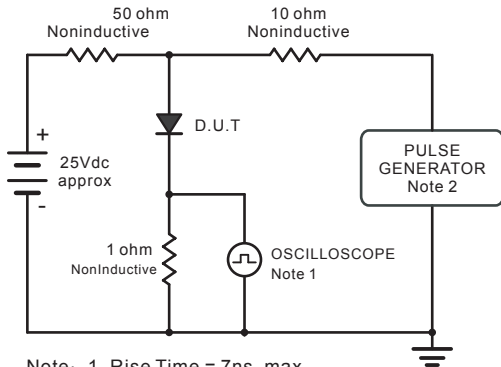 50 ohm
Noninductive
10 ohm
Noninductive
D.U.T
+
25Vdc
approx
-
PULSE
GENERATOR
Note 2
1 ohm
NonInductive
OSCILLOSCOPE
Note 1
Note: 1. Rise Time = 7ns, max.